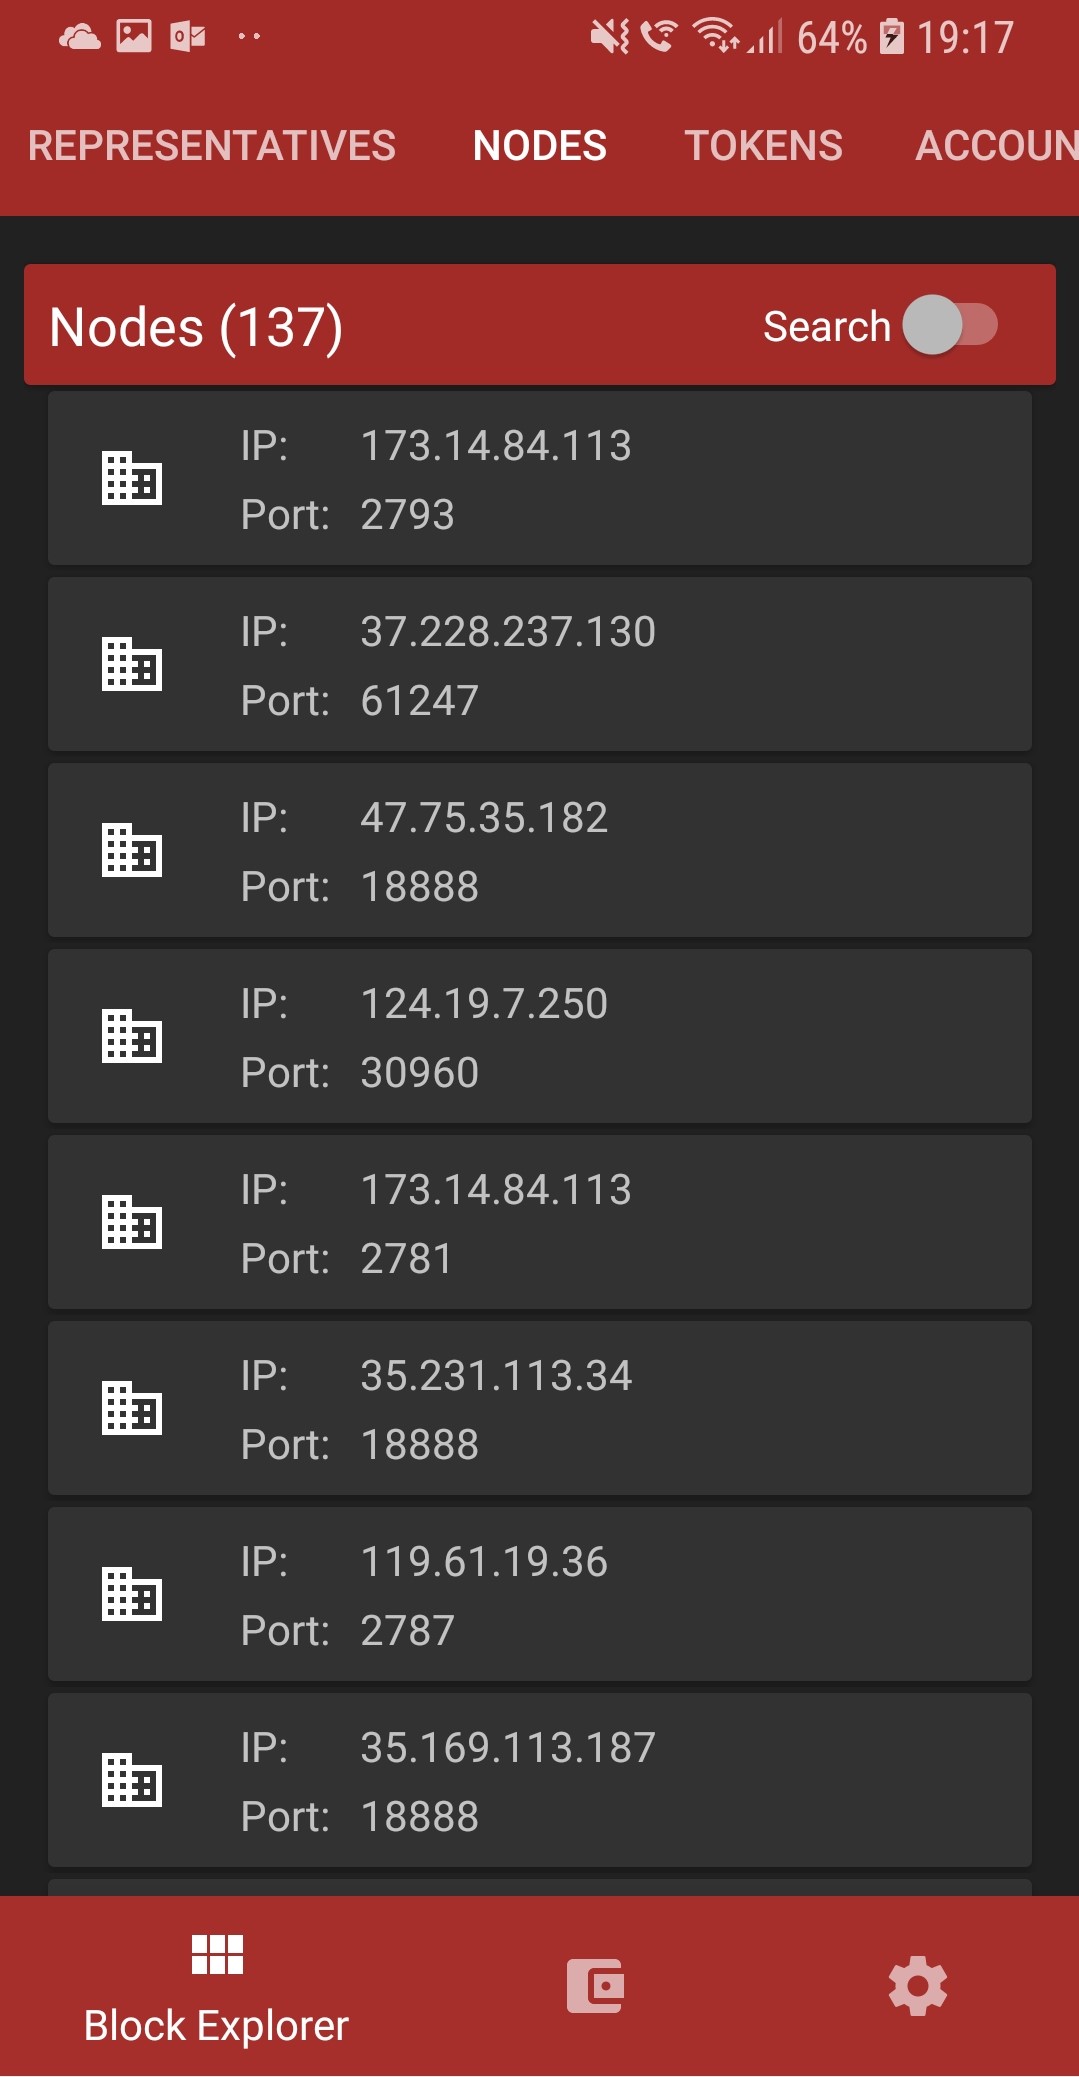 64% 19:17
REPRESENTATIVES NODES TOKENS ACCOUN
Nodes (137) Search
IP: 173.14.84.113
Port: 2793
IP: 37.228.237.130
Port: 61247
IP: 47.75.35.182
Port: 18888
IP: 124.19.7.250
Port: 30960
IP: 173.14.84.113
Port: 2781
IP: 35.231.113.34
Port: 18888
IP: 119.61.19.36
Port: 2787
IP: 35.169.113.187
Port: 18888
Block Explorer